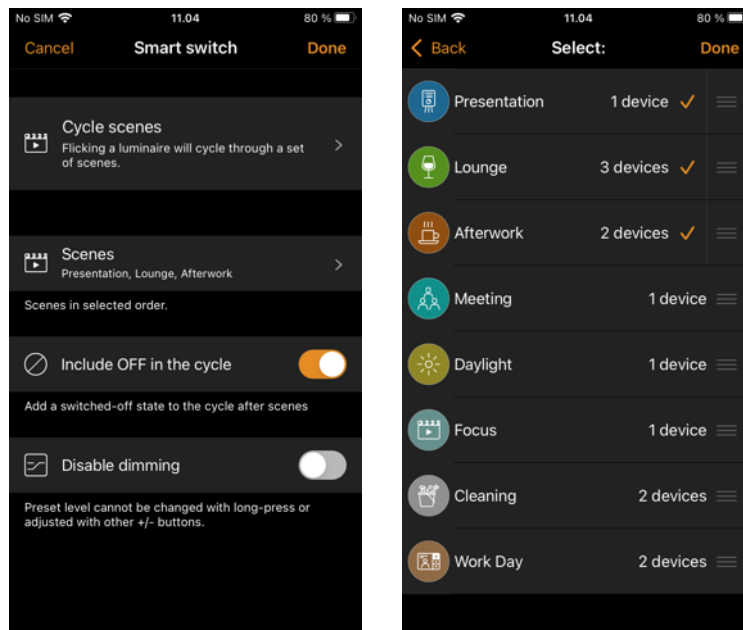 No SIM 11.04 80 %
Cancel Smart switch Done
Cycle scenes
Flicking a luminaire will cycle through a set
of scenes.
Scenes
Presentation, Lounge, Afterwork
Scenes in selected order.
Include OFF in the cycle
Add a switched-off state to the cycle after scenes
Disable dimming
Preset level cannot be changed with long-press or
adjusted with other +/- buttons.
No SIM 11.04 80 %
Back Select: Done
Presentation 1 device
Lounge 3 devices
Afterwork 2 devices
Meeting 1 device
Daylight 1 device
Focus 1 device
Cleaning 2 devices
Work Day 2 devices